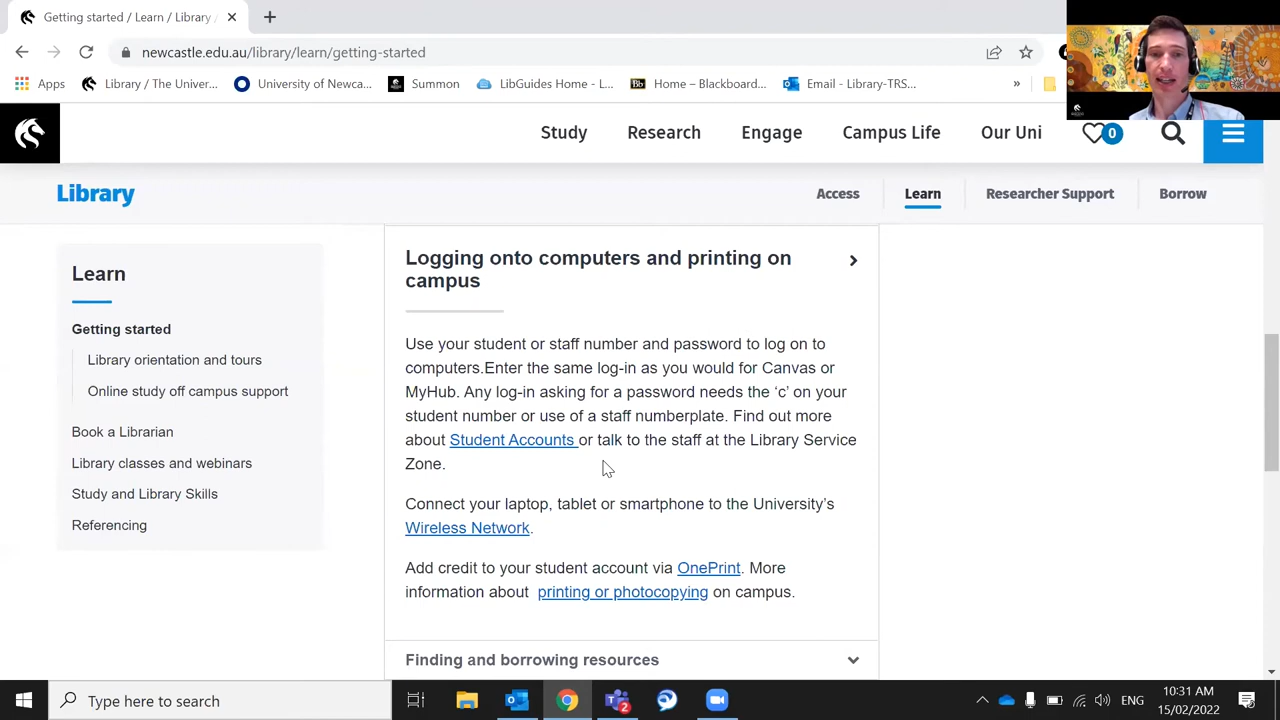 Getting started / Learn / Library
newcastle.edu.au/library/learn/getting-started
Apps
Library / The Univer...
University of Newca...
Summon
LibGuides Home - L...
Bb
Home – Blackboard...
Email - Library-TRS...
»
Study
Research
Engage
Campus Life
Our Uni
0
Library
Access
Learn
Researcher Support
Borrow
Learn
Getting started
Library orientation and tours
Online study off campus support
Book a Librarian
Library classes and webinars
Study and Library Skills
Referencing
Logging onto computers and printing on
campus
Use your student or staff number and password to log on to
computers.Enter the same log-in as you would for Canvas or
MyHub. Any log-in asking for a password needs the ‘c’ on your
student number or use of a staff numberplate. Find out more
about Student Accounts or talk to the staff at the Library Service
Zone.
Connect your laptop, tablet or smartphone to the University’s
Wireless Network.
Add credit to your student account via OnePrint. More
information about printing or photocopying on campus.
Finding and borrowing resources
Type here to search
2
ENG
10:31 AM
15/02/2022